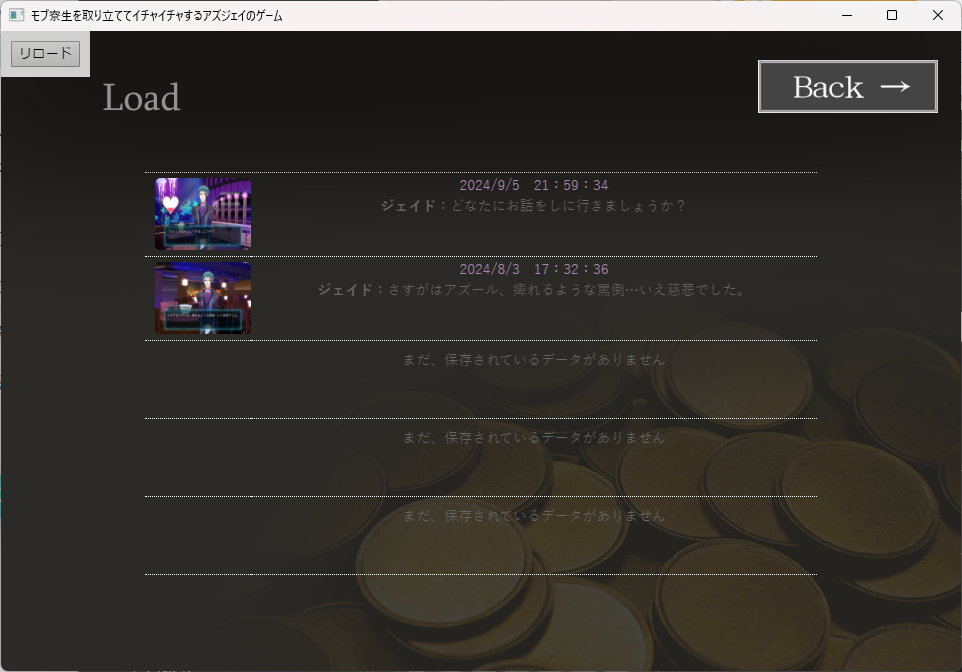 モブ寮生を取り立ててイチャイチャするアズジェイのゲーム
リロード
Load
Back →
2024/9/5 21：59：34
ジェイド：どなたにお話をしに行きましょうか？
2024/8/3 17：32：36
ジェイド：さすがはアズール、痺れるような罵倒…いえ慈悲でした。
まだ、保存されているデータがありません
まだ、保存されているデータがありません
まだ、保存されているデータがありません